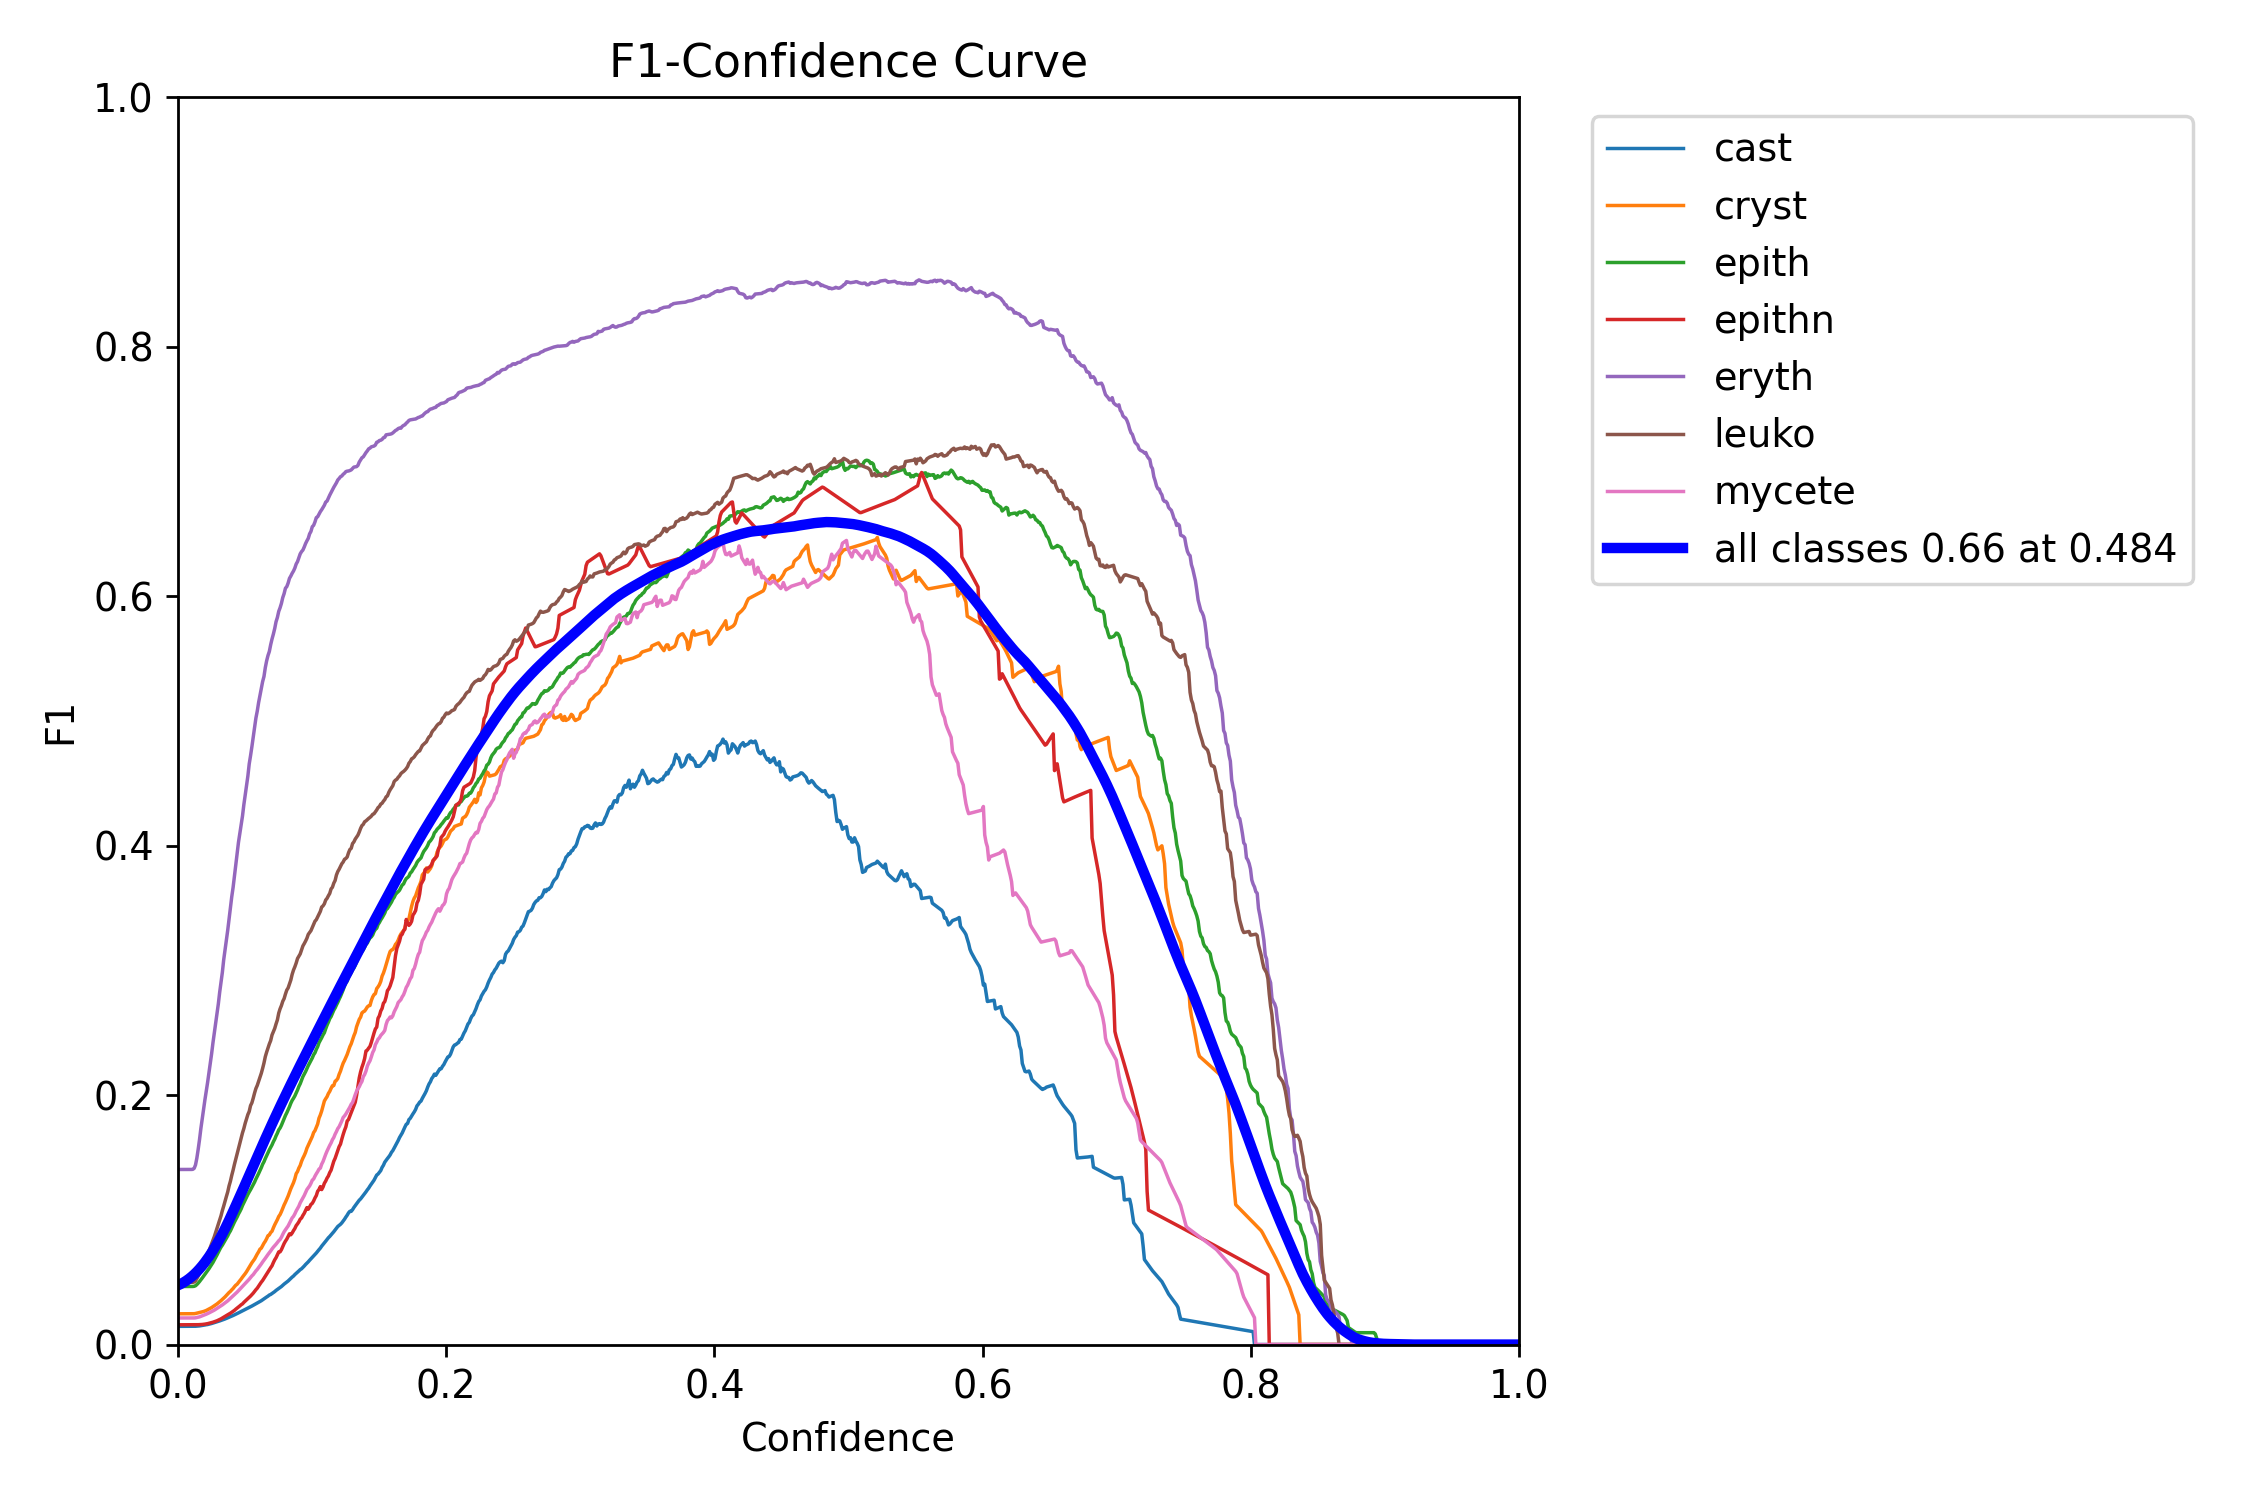 F1-Confidence Curve
1.0
0.8
0.6
0.4
0.2
0.0
F1
0.0 0.2 0.4 0.6 0.8 1.0
Confidence
cast
cryst
epith
epithn
eryth
leuko
mycete
all classes 0.66 at 0.484